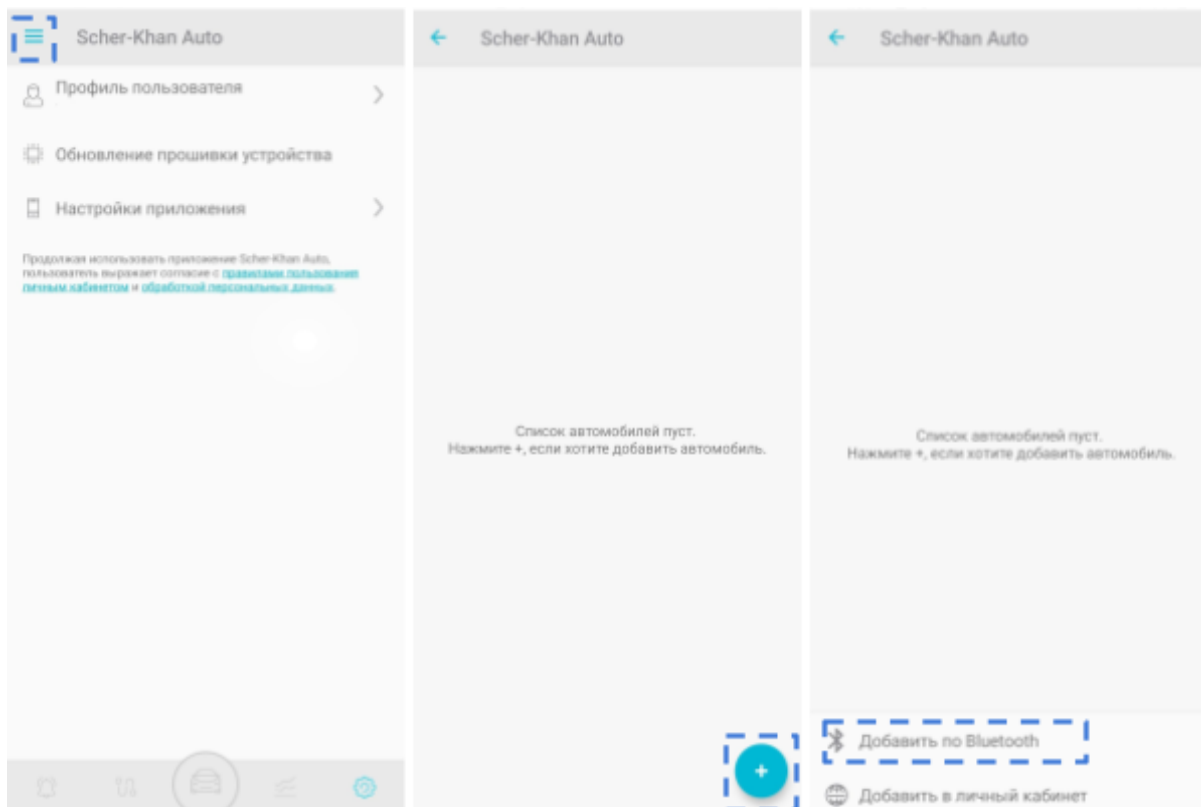 Scher-Khan Auto
Профиль пользователя
Обновление прошивки устройства
Настройки приложения
Продолжая использовать приложение Scher-Khan Auto,
пользователь выражает согласие с правилами пользования
личным кабинетом и обработкой персональных данных.
Scher-Khan Auto
Список автомобилей пуст.
Нажмите +, если хотите добавить автомобиль.
+
Scher-Khan Auto
Список автомобилей пуст.
Нажмите +, если хотите добавить автомобиль.
Добавить по Bluetooth
Добавить в личный кабинет